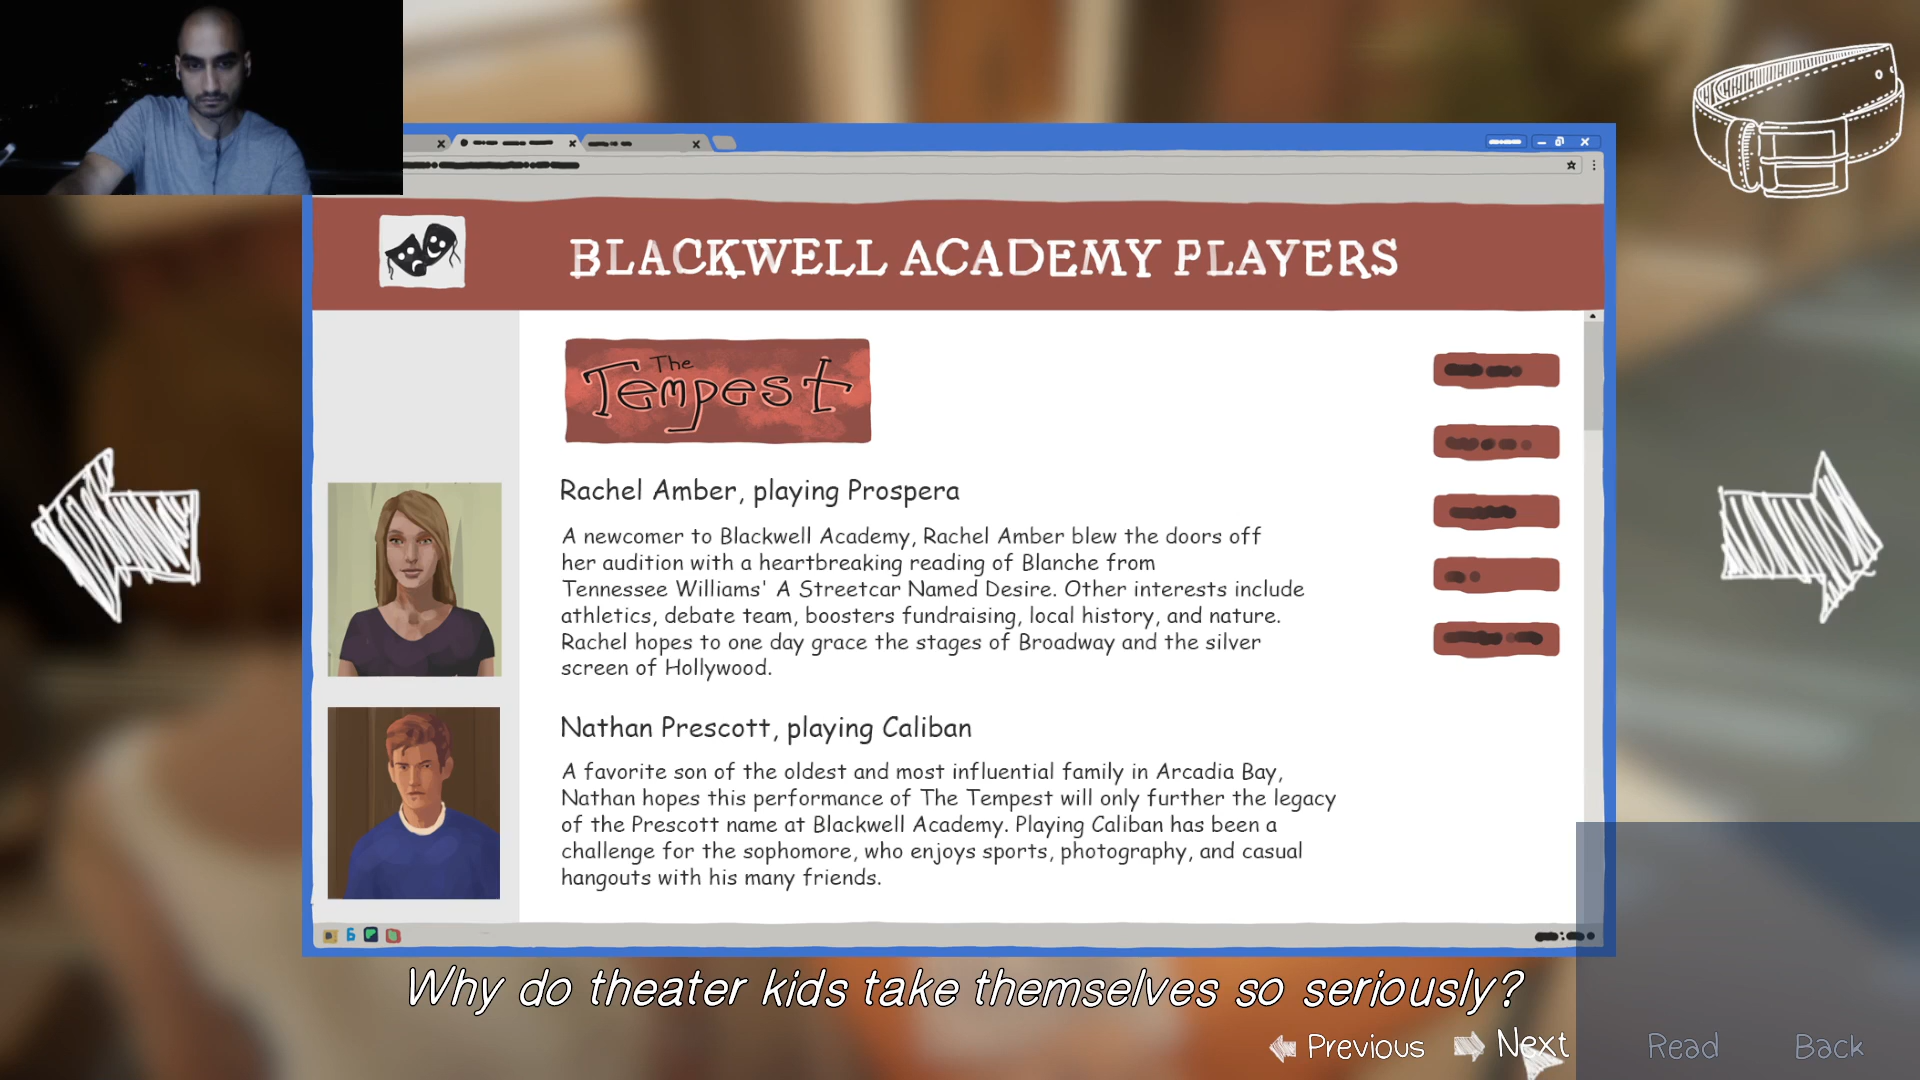 BLACKWELL ACADEMY PLAYERS
The
Tempest
Rachel Amber, playing Prospera
A newcomer to Blackwell Academy, Rachel Amber blew the doors off
her audition with a heartbreaking reading of Blanche from
Tennessee Williams' A Streetcar Named Desire. Other interests include
athletics, debate team, boosters fundraising, local history, and nature.
Rachel hopes to one day grace the stages of Broadway and the silver
screen of Hollywood.
Nathan Prescott, playing Caliban
A favorite son of the oldest and most influential family in Arcadia Bay,
Nathan hopes this performance of The Tempest will only further the legacy
of the Prescott name at Blackwell Academy. Playing Caliban has been a
challenge for the sophomore, who enjoys sports, photography, and casual
hangouts with his many friends.
Why do theater kids take themselves so seriously?
Previous Next Read Back